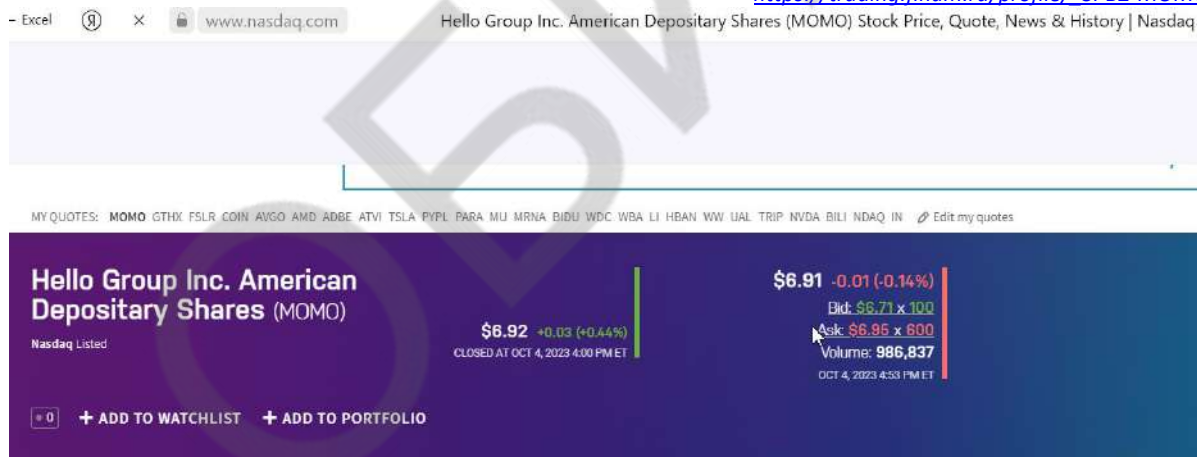 – Excel Я × www.nasdaq.com Hello Group Inc. American Depositary Shares (MOMO) Stock Price, Quote, News & History | Nasdaq
MY QUOTES: MOMO GTHX FSLR COIN AVGO AMD ADBE ATVI TSLA PYPL PARA MU MRNA BIDU WDC WBA LI HBAN WW UAL TRIP NVDA BILI NDAQ IN Edit my quotes
Hello Group Inc. American
Depositary Shares (MOMO)
Nasdaq Listed
$6.92 +0.03 (+0.44%)
CLOSED AT OCT 4, 2023 4:00 PM ET
$6.91 -0.01 (-0.14%)
Bid: $6.71 x 100
Ask: $6.95 x 600
Volume: 986,837
OCT 4, 2023 4:53 PM ET
0 + ADD TO WATCHLIST + ADD TO PORTFOLIO